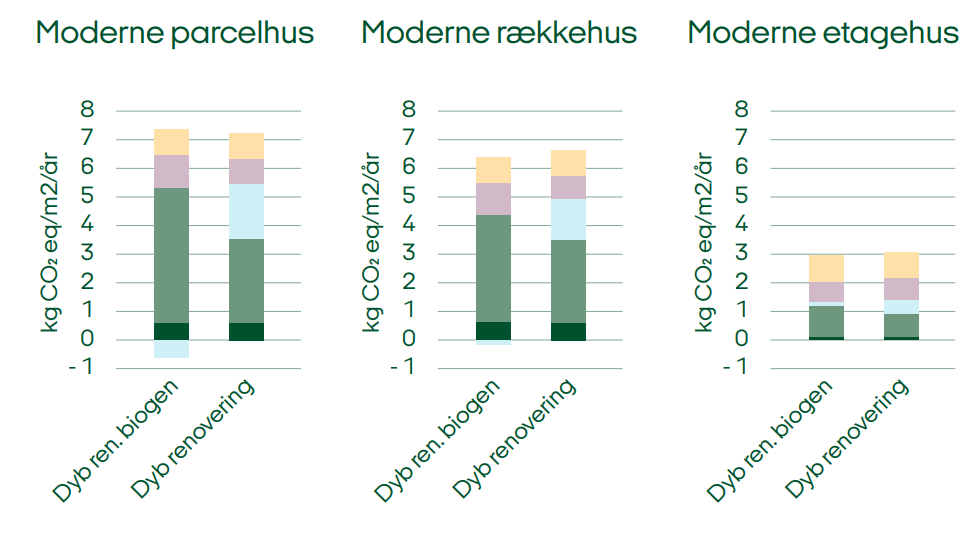 Moderne parcelhus
kg CO₂ eq/m2/år
8
7
6
5
4
3
2
1
0
- 1
Dyb ren. biogen
Dyb renovering
Moderne rækkehus
kg CO₂ eq/m2/år
8
7
6
5
4
3
2
1
0
- 1
Dyb ren. biogen
Dyb renovering
Moderne etagehus
kg CO₂ eq/m2/år
8
7
6
5
4
3
2
1
0
- 1
Dyb ren. biogen
Dyb renovering